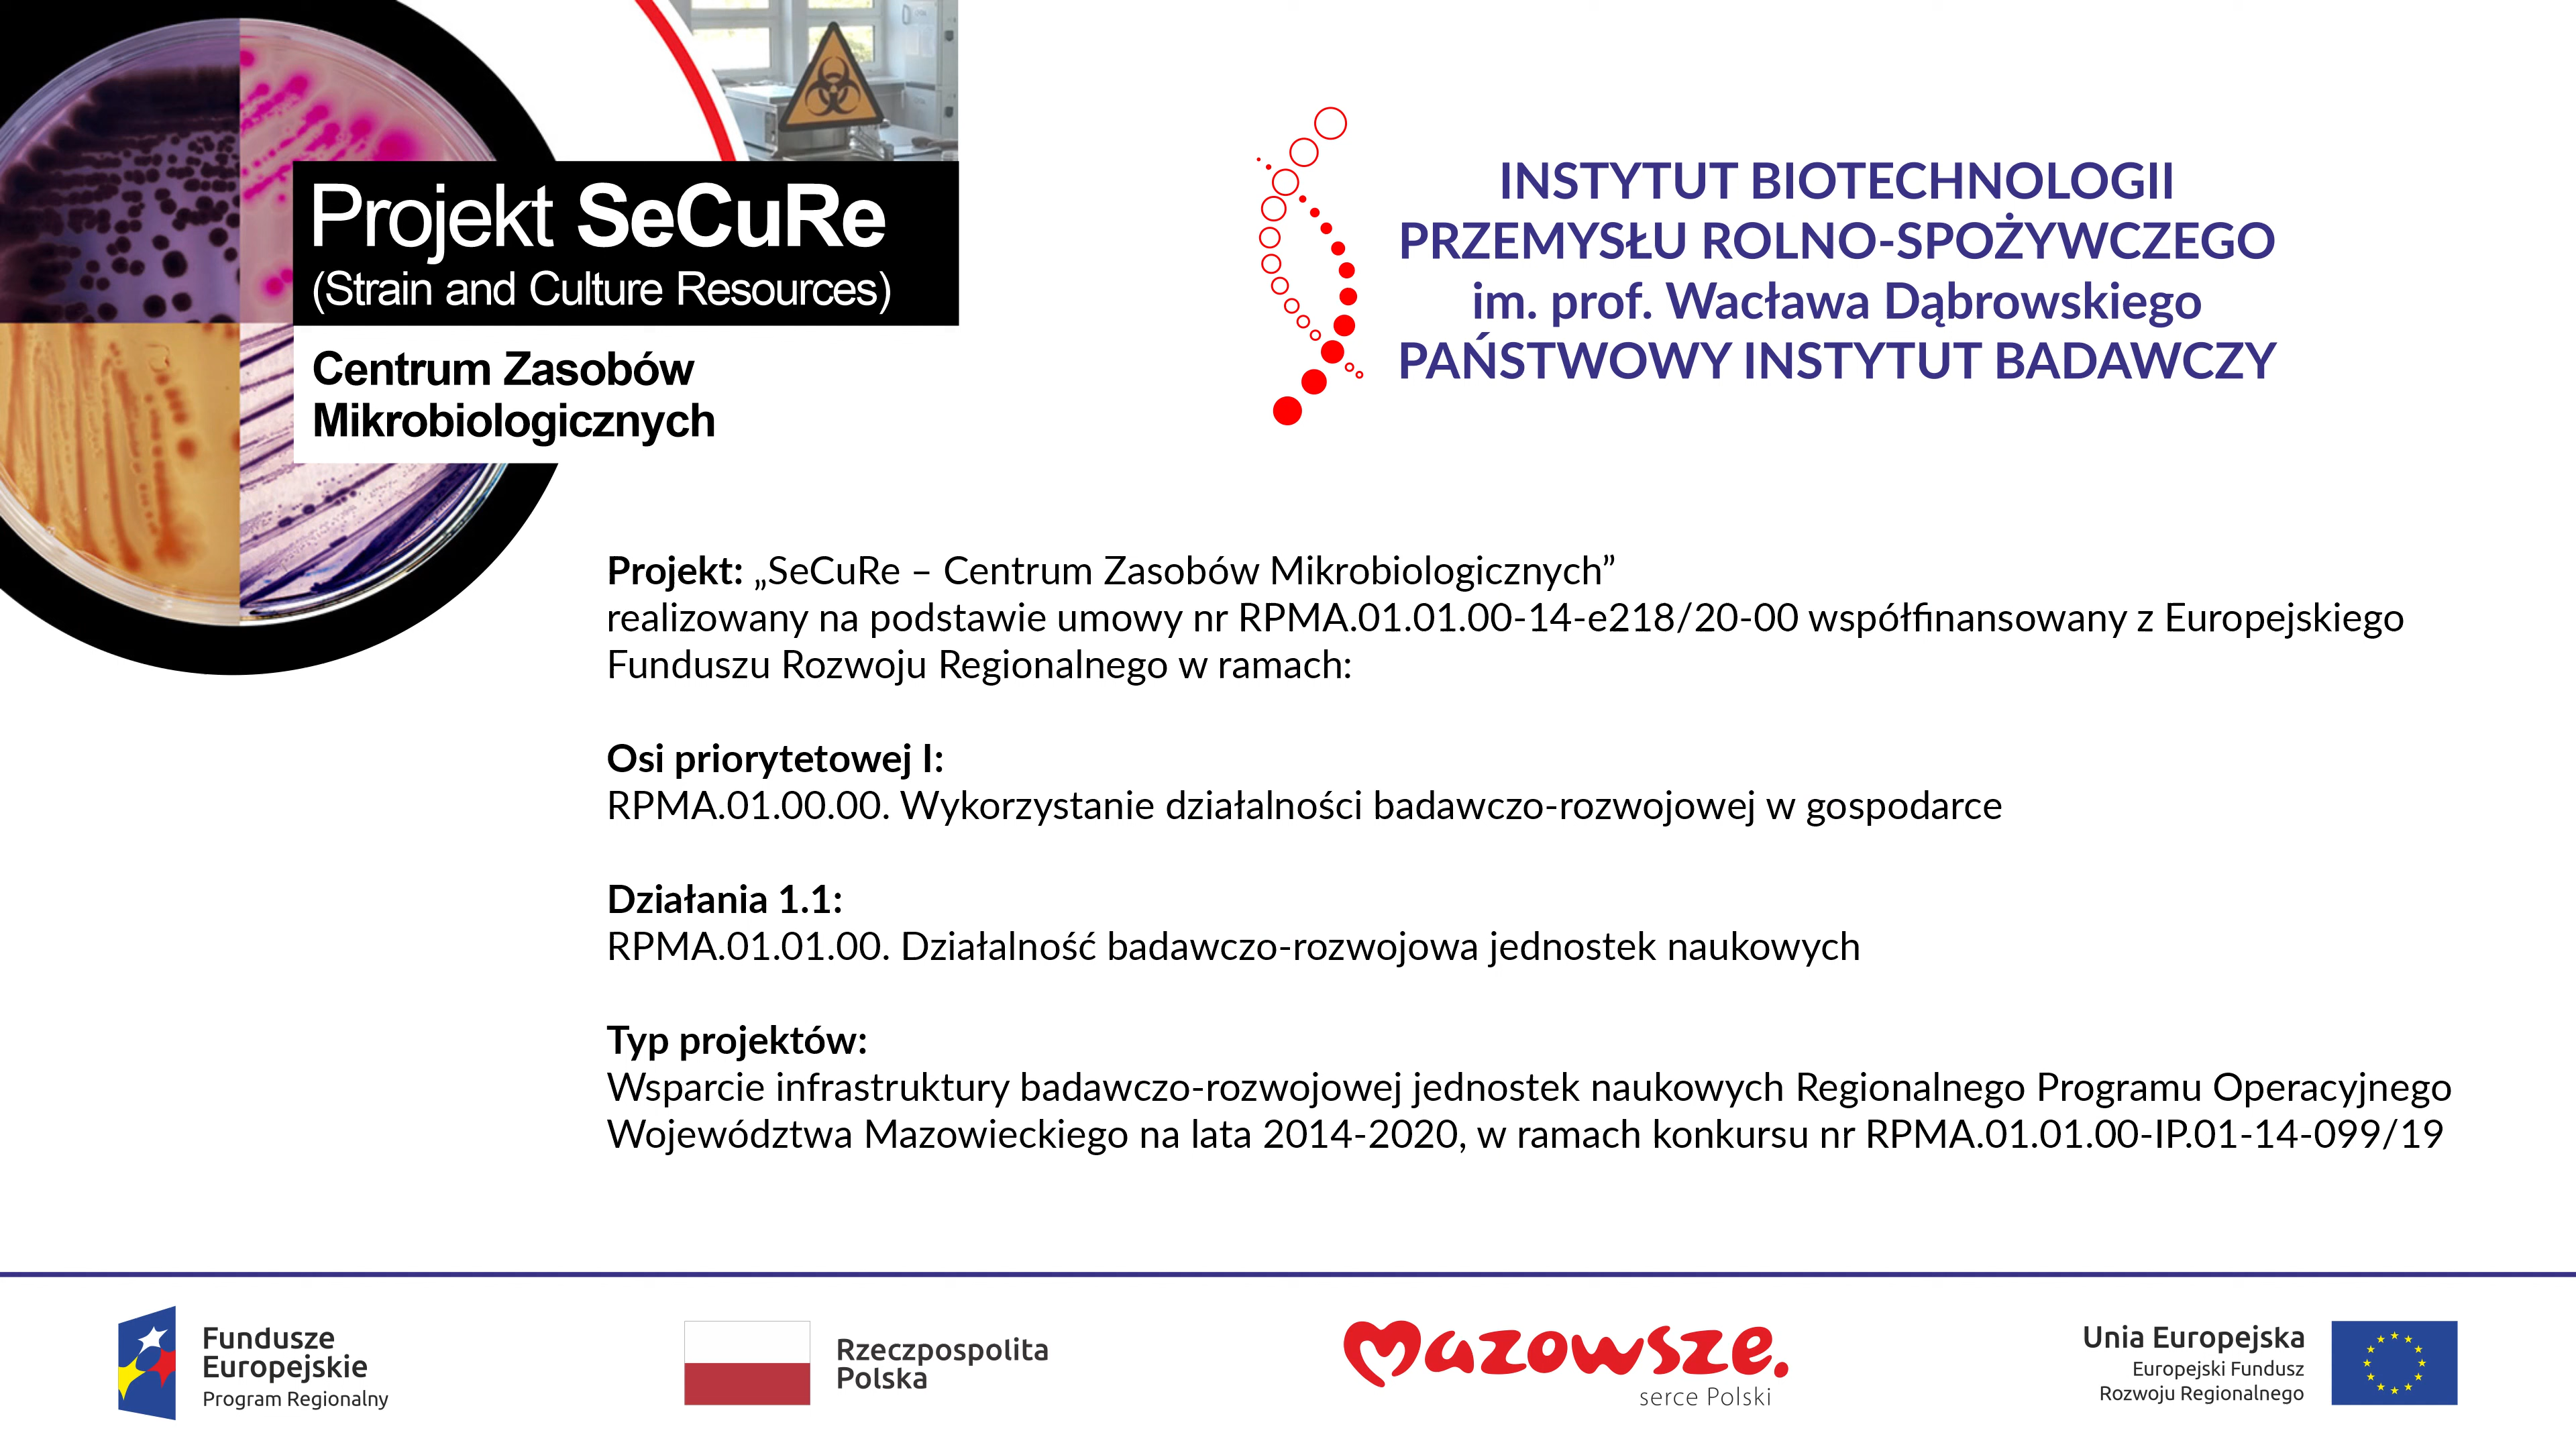 Projekt SeCuRe
(Strain and Culture Resources)
Centrum Zasobów
Mikrobiologicznych
INSTYTUT BIOTECHNOLOGII
PRZEMYSŁU ROLNO-SPOŻYWCZEGO
im. prof. Wacława Dąbrowskiego
PAŃSTWOWY INSTYTUT BADAWCZY
Projekt: „SeCuRe – Centrum Zasobów Mikrobiologicznych”
realizowany na podstawie umowy nr RPMA.01.01.00-14-e218/20-00 współfinansowany z Europejskiego
Funduszu Rozwoju Regionalnego w ramach:
Osi priorytetowej I:
RPMA.01.00.00. Wykorzystanie działalności badawczo-rozwojowej w gospodarce
Działania 1.1:
RPMA.01.01.00. Działalność badawczo-rozwojowa jednostek naukowych
Typ projektów:
Wsparcie infrastruktury badawczo-rozwojowej jednostek naukowych Regionalnego Programu Operacyjnego
Województwa Mazowieckiego na lata 2014-2020, w ramach konkursu nr RPMA.01.01.00-IP.01-14-099/19
Fundusze
Europejskie
Program Regionalny
Rzeczpospolita
Polska
Mazowsze.
serce Polski
Unia Europejska
Europejski Fundusz
Rozwoju Regionalnego